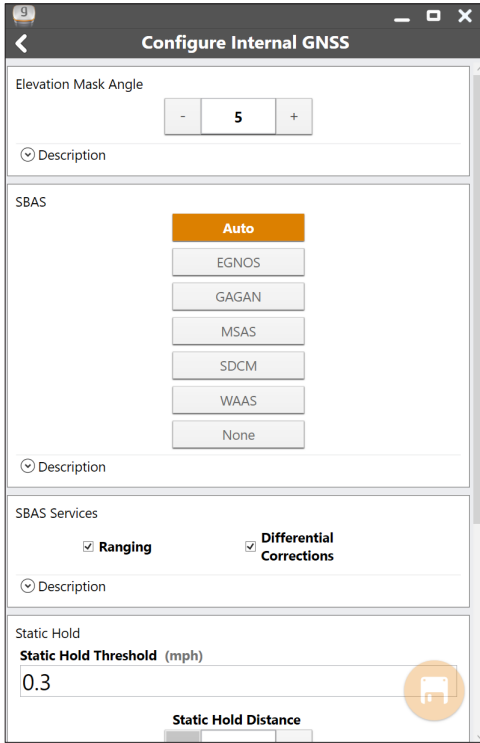 g
Configure Internal GNSS
Elevation Mask Angle
- 5 +
Description
SBAS
Auto
EGNOS
GAGAN
MSAS
SDCM
WAAS
None
Description
SBAS Services
Ranging
Differential
Corrections
Description
Static Hold
Static Hold Threshold (mph)
0.3
Static Hold Distance